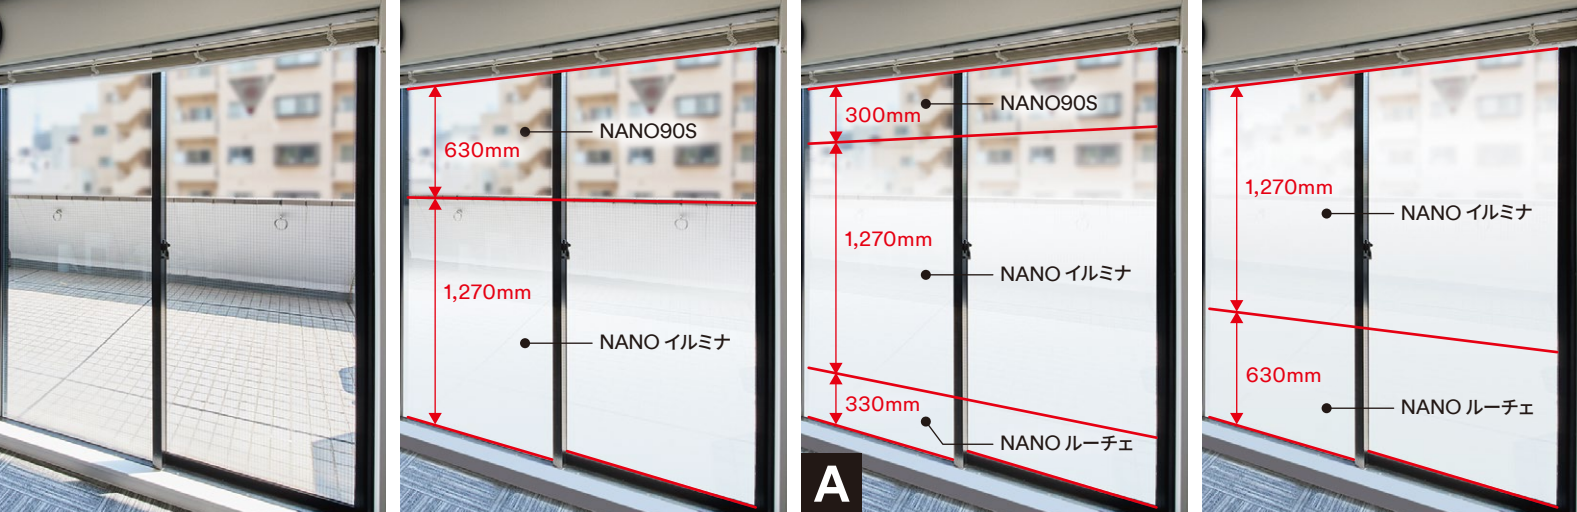 NANO90S
630mm
1,270mm
NANO イルミナ
NANO90S
300mm
1,270mm
NANO イルミナ
330mm
NANO ルーチェ
A
1,270mm
NANO イルミナ
630mm
NANO ルーチェ